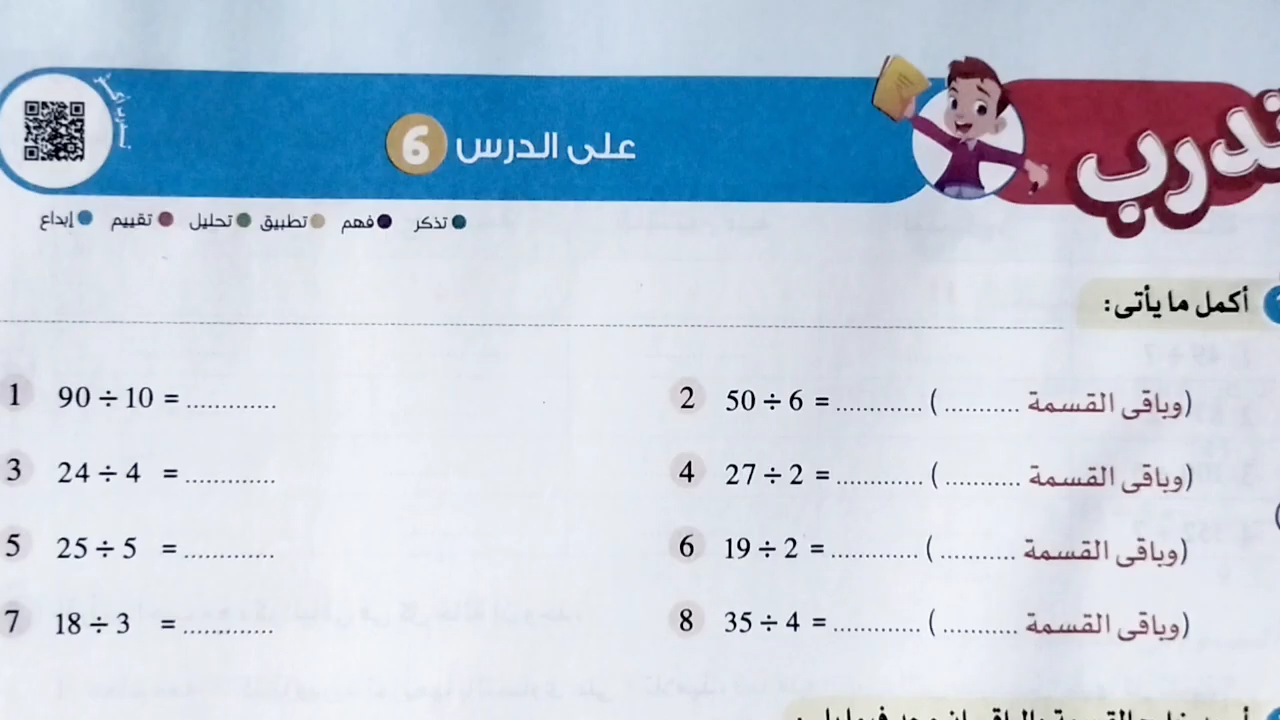 تدرب
على الدرس 6
تذكر فهم تطبيق تحليل تقييم إبداع
أكمل ما يأتى:
1 90 ÷ 10 = ............
2 50 ÷ 6 = ............ (وباقى القسمة ..........)
3 24 ÷ 4 = ............
4 27 ÷ 2 = ............ (وباقى القسمة ..........)
5 25 ÷ 5 = ............
6 19 ÷ 2 = ............ (وباقى القسمة ..........)
7 18 ÷ 3 = ............
8 35 ÷ 4 = ............ (وباقى القسمة ..........)